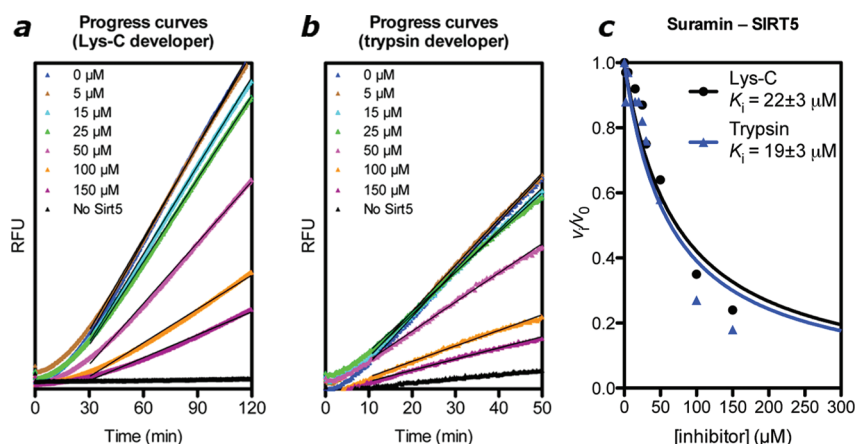 a
Progress curves
(Lys-C developer)
0 µM
5 µM
15 µM
25 µM
50 µM
100 µM
150 µM
No Sirt5
RFU
0 30 60 90 120
Time (min)
b
Progress curves
(trypsin developer)
0 µM
5 µM
15 µM
25 µM
50 µM
100 µM
150 µM
No Sirt5
RFU
0 10 20 30 40 50
Time (min)
c
Suramin – SIRT5
Lys-C
Ki = 22±3 µM
Trypsin
Ki = 19±3 µM
vi/v0
1.0
0.8
0.6
0.4
0.2
0.0
0 50 100 150 200 250 300
[inhibitor] (µM)